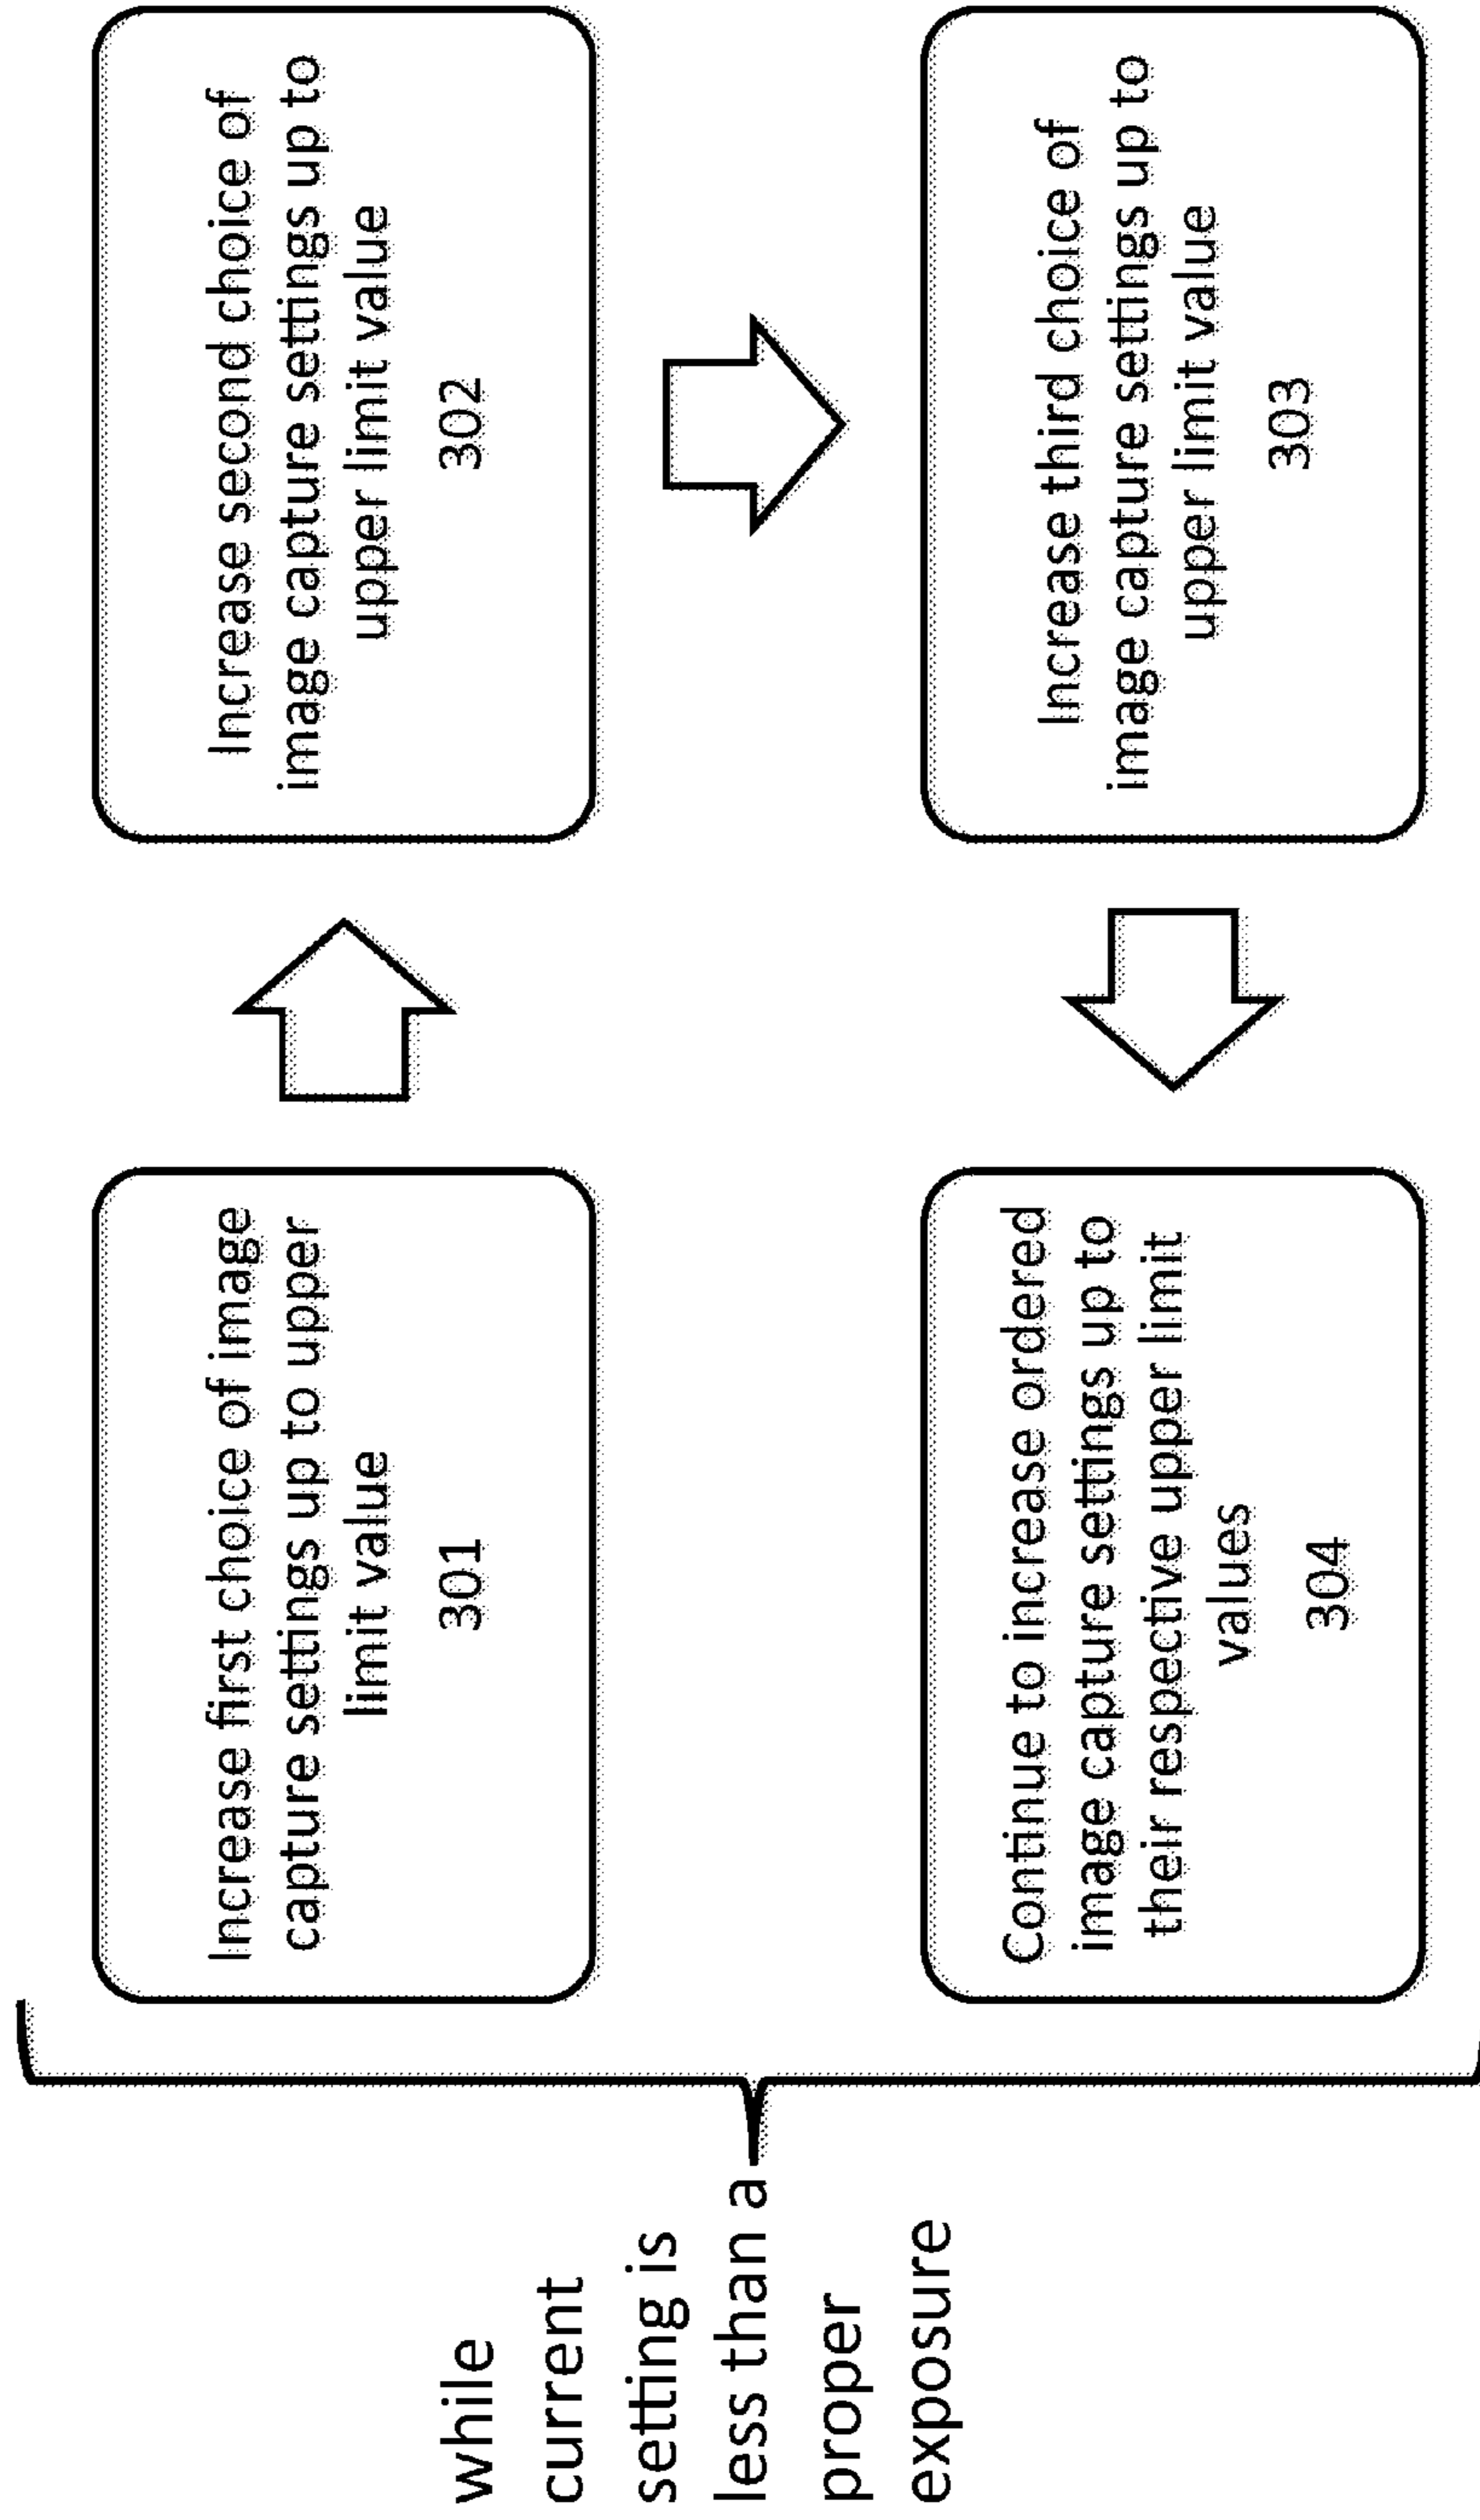 while
current
setting is
less than a
proper
exposure
Increase first choice of image
capture settings up to upper
limit value
301
Increase second choice of
image capture settings up to
upper limit value
302
Increase third choice of
image capture settings up to
upper limit value
303
Continue to increase ordered
image capture settings up to
their respective upper limit
values
304